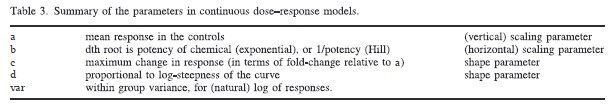 Table 3. Summary of the parameters in continuous dose–response models.
a mean response in the controls (vertical) scaling parameter
b dth root is potency of chemical (exponential), or 1/potency (Hill) (horizontal) scaling parameter
c maximum change in response (in terms of fold-change relative to a) shape parameter
d proportional to log-steepness of the curve shape parameter
var within group variance, for (natural) log of response.